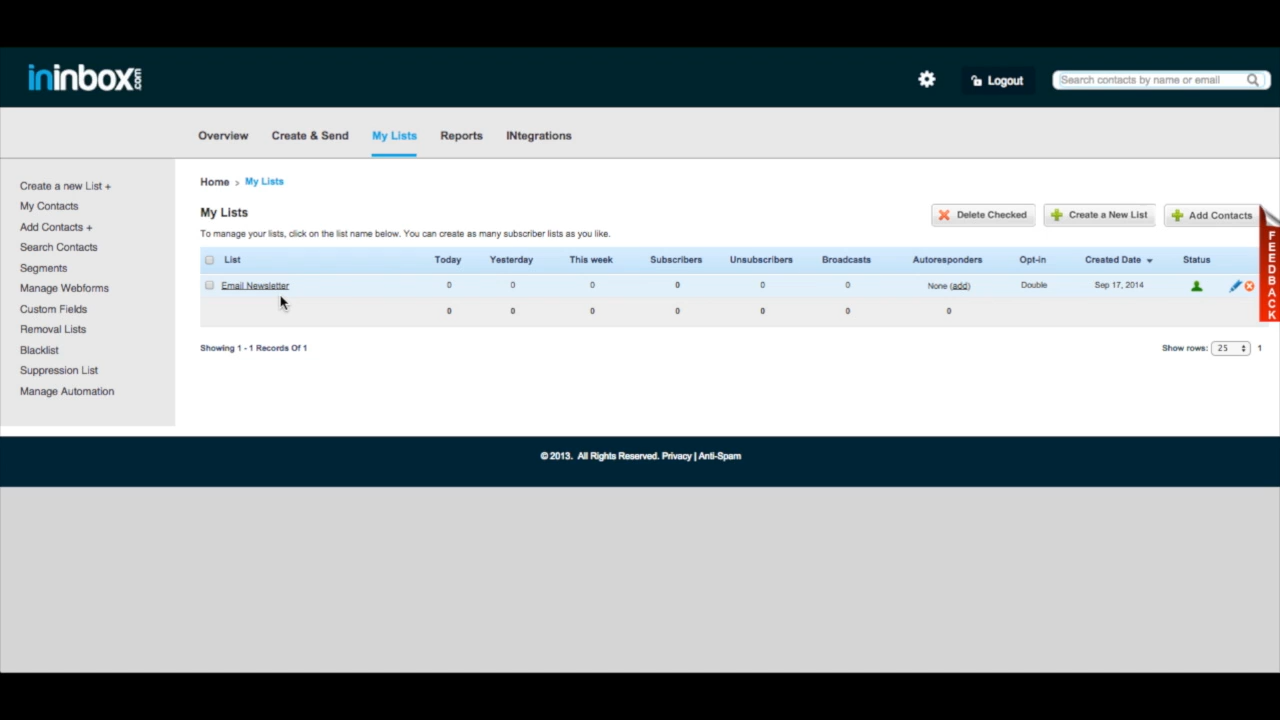 ininbox.com
Logout
Search contacts by name or email
Overview Create & Send My Lists Reports INtegrations
Create a new List +
My Contacts
Add Contacts +
Search Contacts
Segments
Manage Webforms
Custom Fields
Removal Lists
Blacklist
Suppression List
Manage Automation
Home > My Lists
My Lists
Delete Checked Create a New List Add Contacts
To manage your lists, click on the list name below. You can create as many subscriber lists as you like.
List Today Yesterday This week Subscribers Unsubscribers Broadcasts Autoresponders Opt-in Created Date Status
Email Newsletter 0 0 0 0 0 0 None (add) Double Sep 17, 2014
0 0 0 0 0 0 0
Showing 1 - 1 Records Of 1
Show rows: 25 1
FEEDBACK
© 2013. All Rights Reserved. Privacy | Anti-Spam